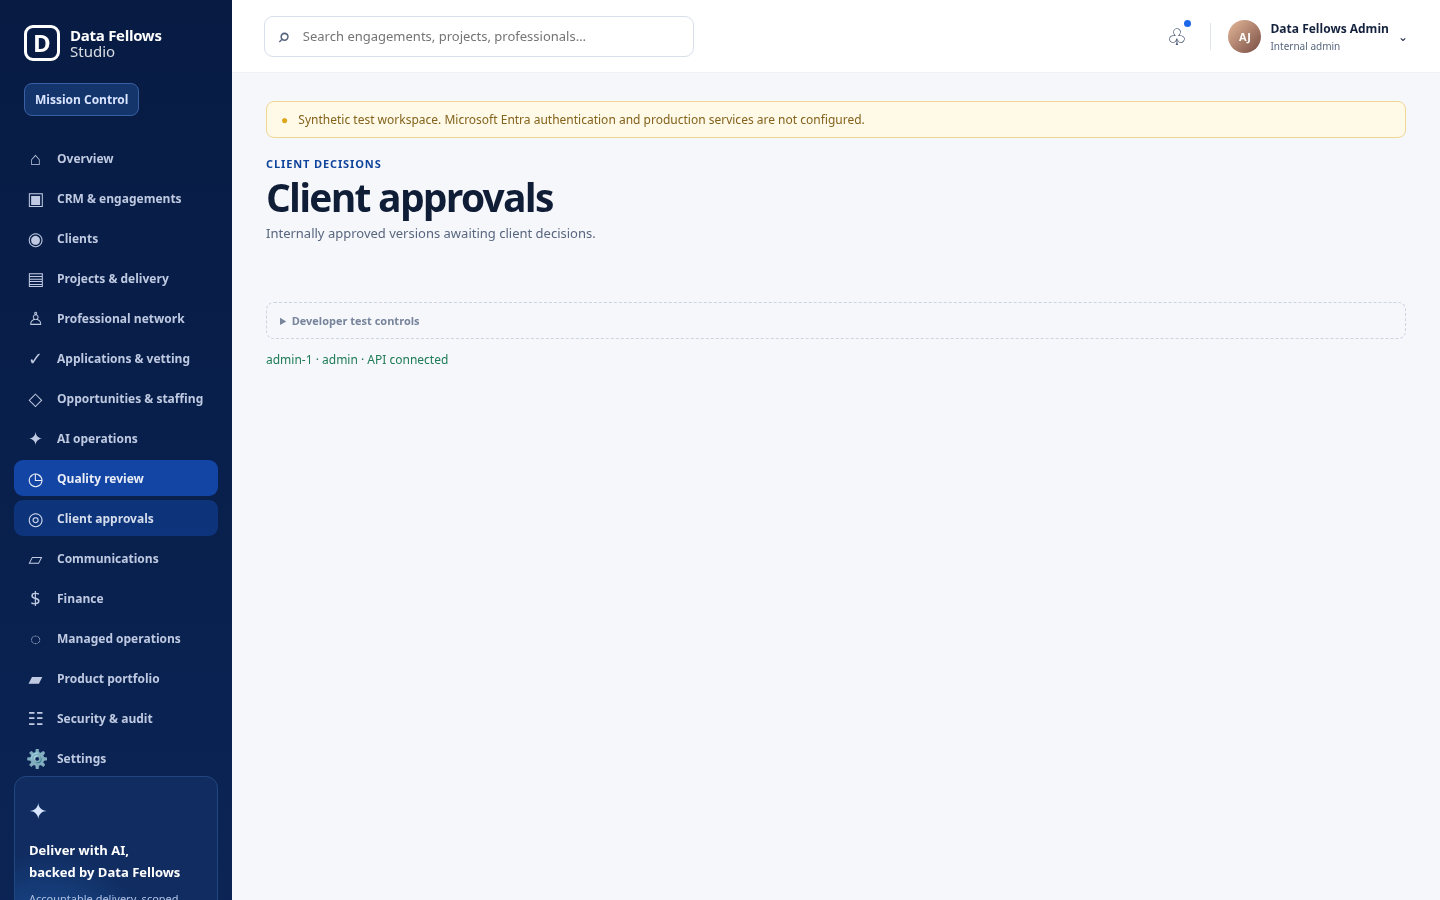 D
Data Fellows
Studio
Mission Control
Overview
CRM & engagements
Clients
Projects & delivery
Professional network
Applications & vetting
Opportunities & staffing
AI operations
Quality review
Client approvals
Communications
$ Finance
Managed operations
Product portfolio
Security & audit
Settings
Deliver with AI,
backed by Data Fellows
Accountable delivery, scoped
Search engagements, projects, professionals...
AJ
Data Fellows Admin
Internal admin
Synthetic test workspace. Microsoft Entra authentication and production services are not configured.
CLIENT DECISIONS
Client approvals
Internally approved versions awaiting client decisions.
Developer test controls
admin-1 · admin · API connected